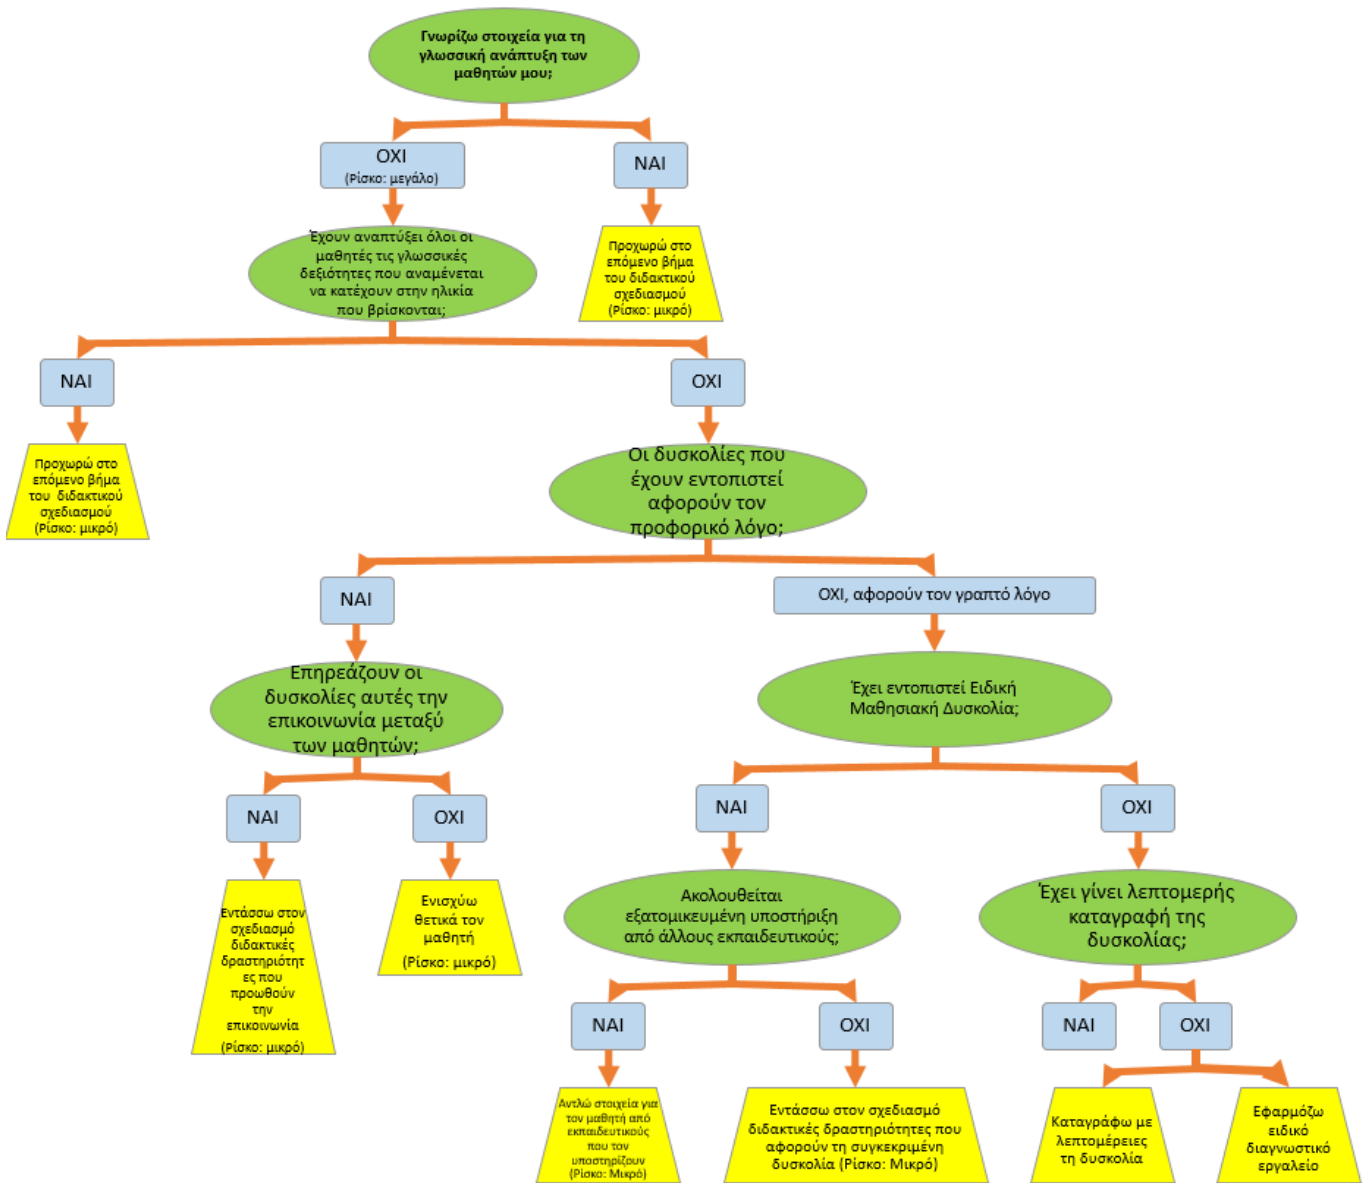 Γνωρίζω στοιχεία για τη
γλωσσική ανάπτυξη των
μαθητών μου;
ΟΧΙ
(Ρίσκο: μεγάλο)
ΝΑΙ
Έχουν αναπτύξει όλοι οι
μαθητές τις γλωσσικές
δεξιότητες που αναμένεται
να κατέχουν στην ηλικία
που βρίσκονται;
Προχωρώ στο
επόμενο βήμα
του διδακτικού
σχεδιασμού
(Ρίσκο: μικρό)
ΝΑΙ
ΟΧΙ
Προχωρώ στο
επόμενο βήμα
του διδακτικού
σχεδιασμού
(Ρίσκο: μικρό)
Οι δυσκολίες που
έχουν εντοπιστεί
αφορούν τον
προφορικό λόγο;
ΝΑΙ
ΟΧΙ, αφορούν τον γραπτό λόγο
Επηρεάζουν οι
δυσκολίες αυτές την
επικοινωνία μεταξύ
των μαθητών;
Έχει εντοπιστεί Ειδική
Μαθησιακή Δυσκολία;
ΝΑΙ
ΟΧΙ
ΝΑΙ
ΟΧΙ
Εντάσσω στον
σχεδιασμό
διδακτικές
δραστηριότητ
ες που
προωθούν
την
επικοινωνία
(Ρίσκο: μικρό)
Ενισχύω
θετικά τον
μαθητή
(Ρίσκο: μικρό)
Ακολουθείται
εξατομικευμένη υποστήριξη
από άλλους εκπαιδευτικούς;
Έχει γίνει λεπτομερής
καταγραφή της
δυσκολίας;
ΝΑΙ
ΟΧΙ
ΝΑΙ
ΟΧΙ
Αντλώ στοιχεία για
τον μαθητή από
εκπαιδευτικούς
που τον
υποστηρίζουν
(Ρίσκο: Μικρό)
Εντάσσω στον σχεδιασμό
διδακτικές δραστηριότητες που
αφορούν τη συγκεκριμένη
δυσκολία (Ρίσκο: Μικρό)
Καταγράφω με
λεπτομέρειες
τη δυσκολία
Εφαρμόζω
ειδικό
διαγνωστικό
εργαλείο